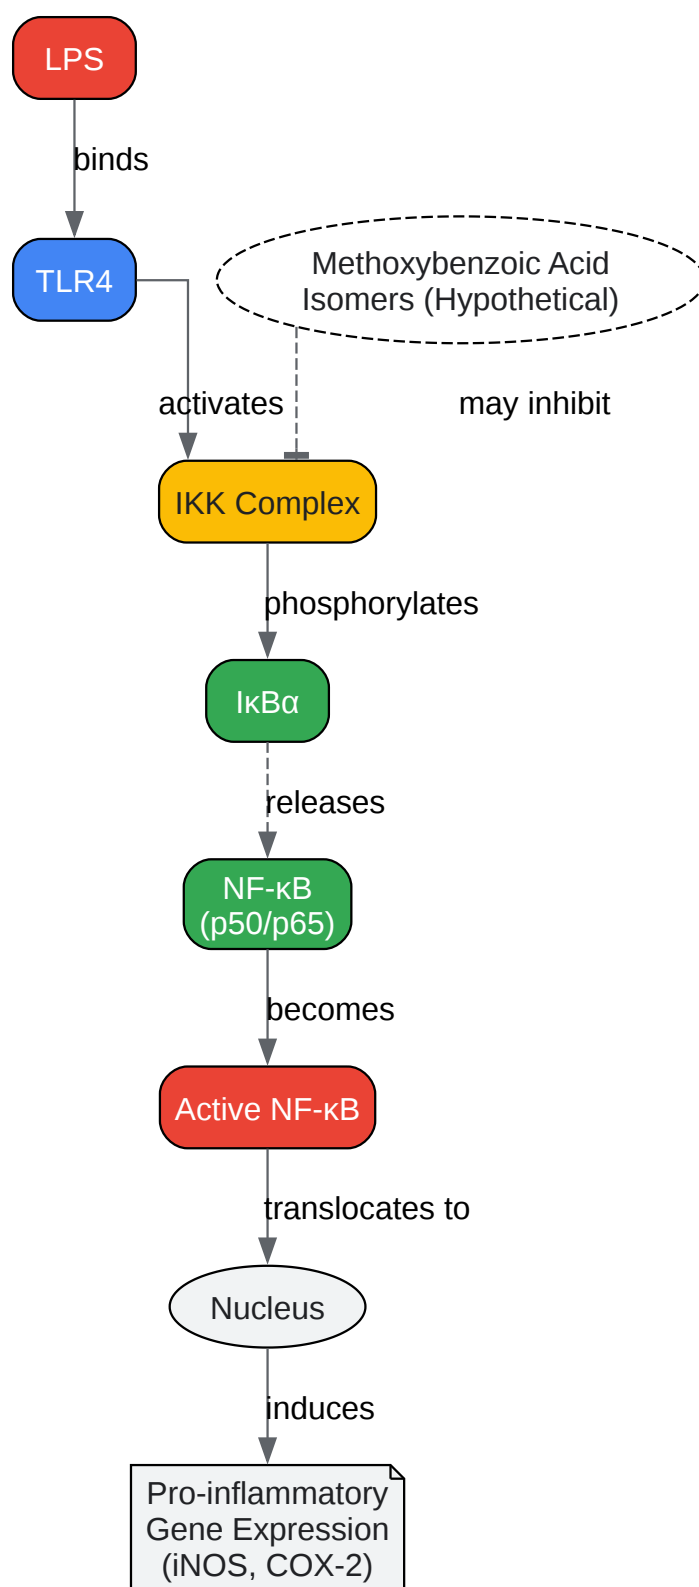 LPS
binds
TLR4
Methoxybenzoic Acid
Isomers (Hypothetical)
activates
may inhibit
IKK Complex
phosphorylates
IκBα
releases
NF-κB
(p50/p65)
becomes
Active NF-κB
translocates to
Nucleus
induces
Pro-inflammatory
Gene Expression
(iNOS, COX-2)